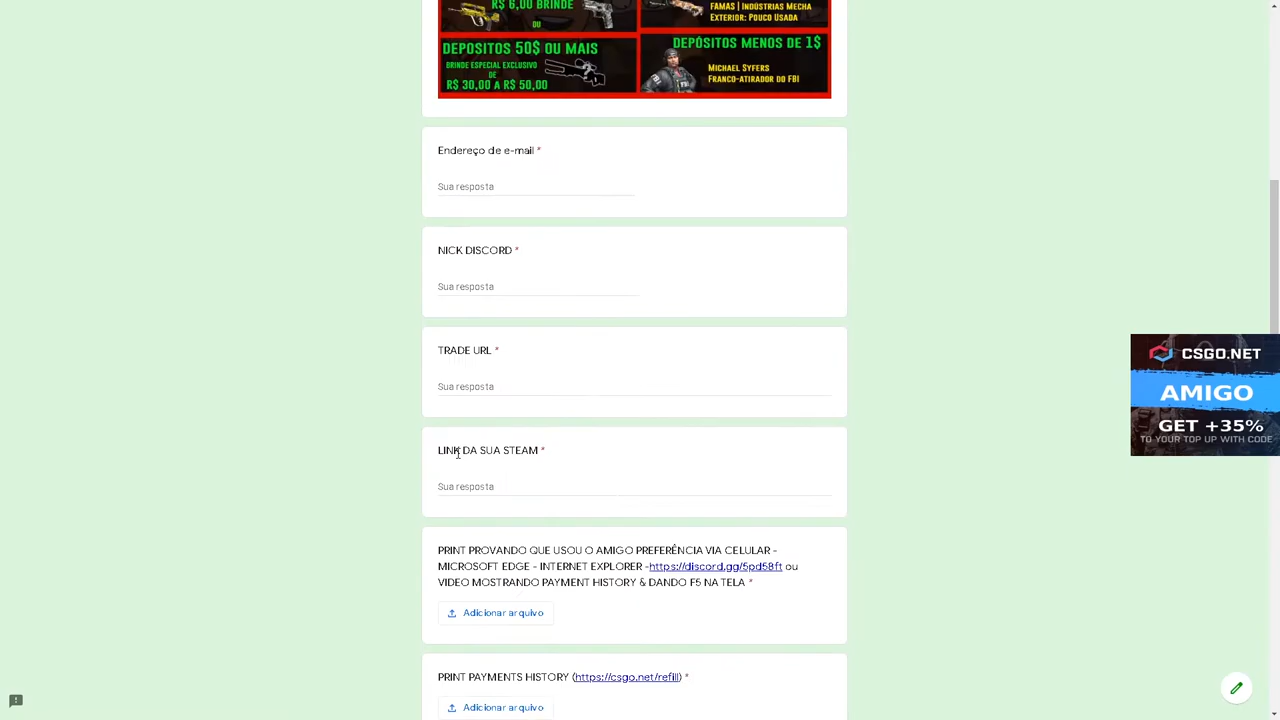 R$ 6,00 BRINDE
OU
FAMAS | INDÚSTRIAS MECHA
EXTERIOR: POUCO USADA
DEPOSITOS 50$ OU MAIS
BRINDE ESPECIAL EXCLUSIVO
DE
R$ 30,00 A R$ 50,00
DEPÓSITOS MENOS DE 1$
MICHAEL SYFERS
FRANCO-ATIRADOR DO FBI
Endereço de e-mail *
Sua resposta
NICK DISCORD *
Sua resposta
TRADE URL *
Sua resposta
LINK DA SUA STEAM *
Sua resposta
PRINT PROVANDO QUE USOU O AMIGO PREFERÊNCIA VIA CELULAR -
MICROSOFT EDGE - INTERNET EXPLORER -https://discord.gg/5pd58ft ou
VIDEO MOSTRANDO PAYMENT HISTORY & DANDO F5 NA TELA *
Adicionar arquivo
PRINT PAYMENTS HISTORY (https://csgo.net/refill) *
Adicionar arquivo
CSGO.NET
AMIGO
GET +35%
TO YOUR TOP UP WITH CODE